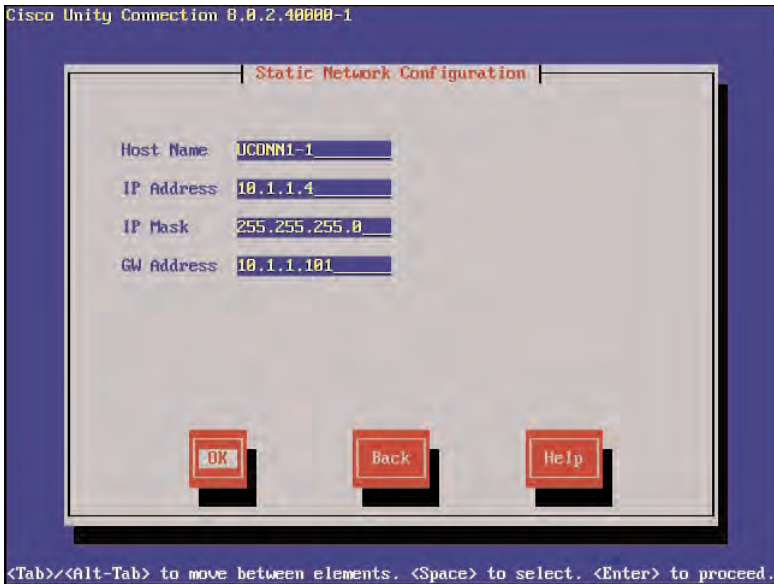 Cisco Unity Connection 8.0.2.40000-1
Static Network Configuration
Host Name UCONN1-1
IP Address 10.1.1.4
IP Mask 255.255.255.0
GW Address 10.1.1.101
OK Back Help
<Tab>/<Alt-Tab> to move between elements. <Space> to select. <Enter> to proceed.